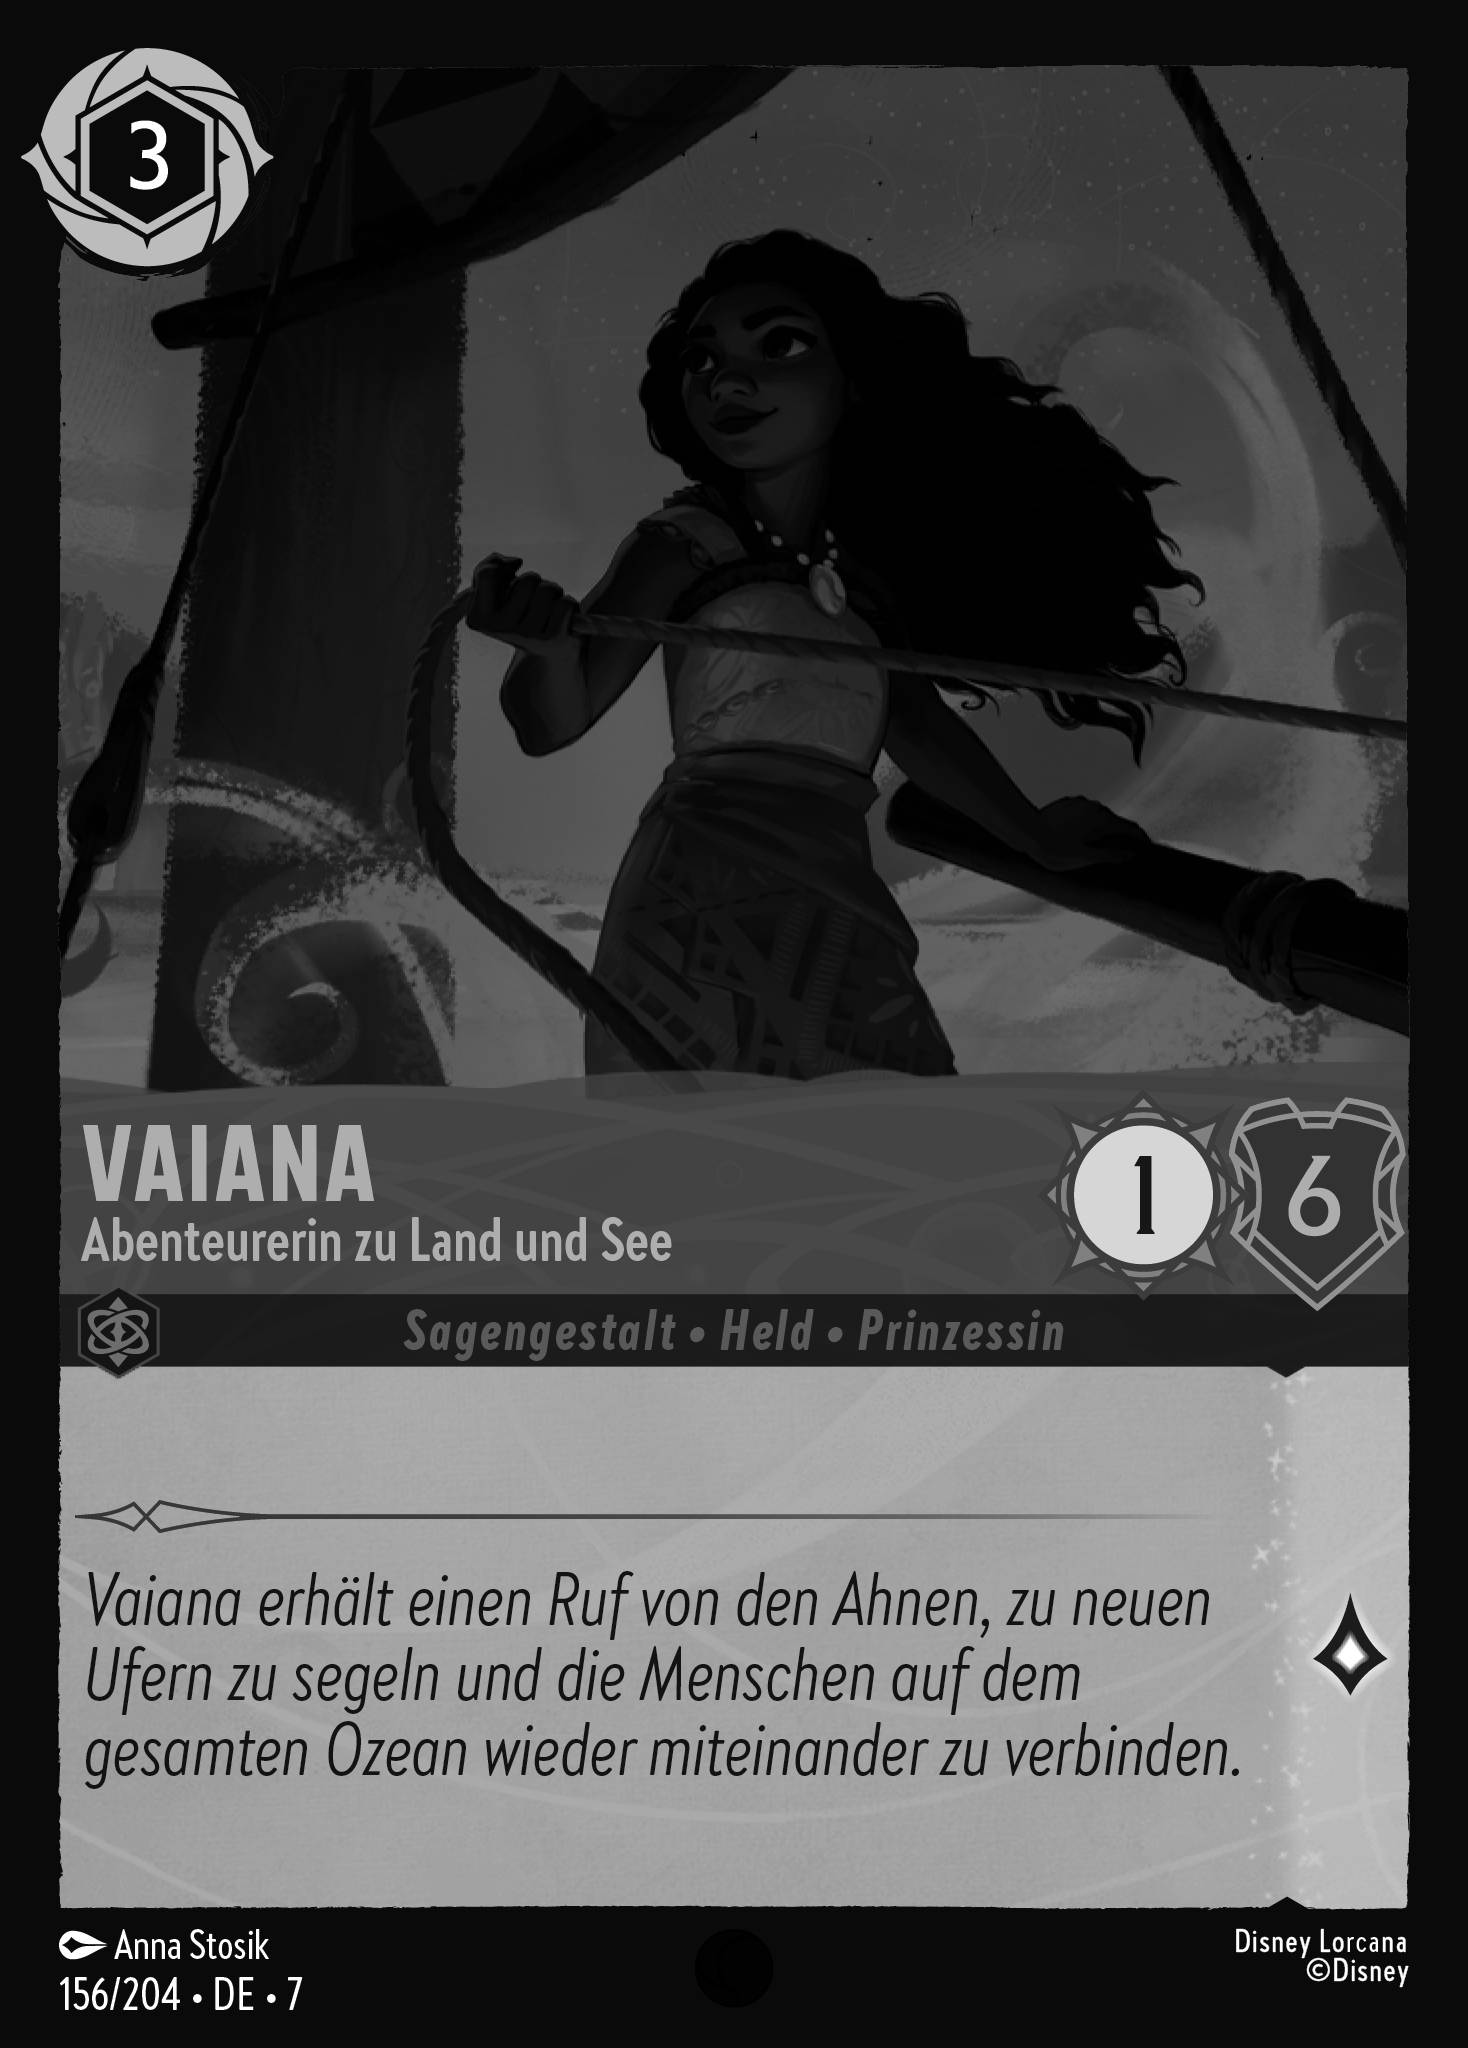 3
VAIANA
Abenteurerin zu Land und See
1
6
Sagengestalt • Held • Prinzessin
Vaiana erhält einen Ruf von den Ahnen, zu neuen
Ufern zu segeln und die Menschen auf dem
gesamten Ozean wieder miteinander zu verbinden.
Anna Stosik
156/204 • DE • 7
Disney Lorcana
©Disney